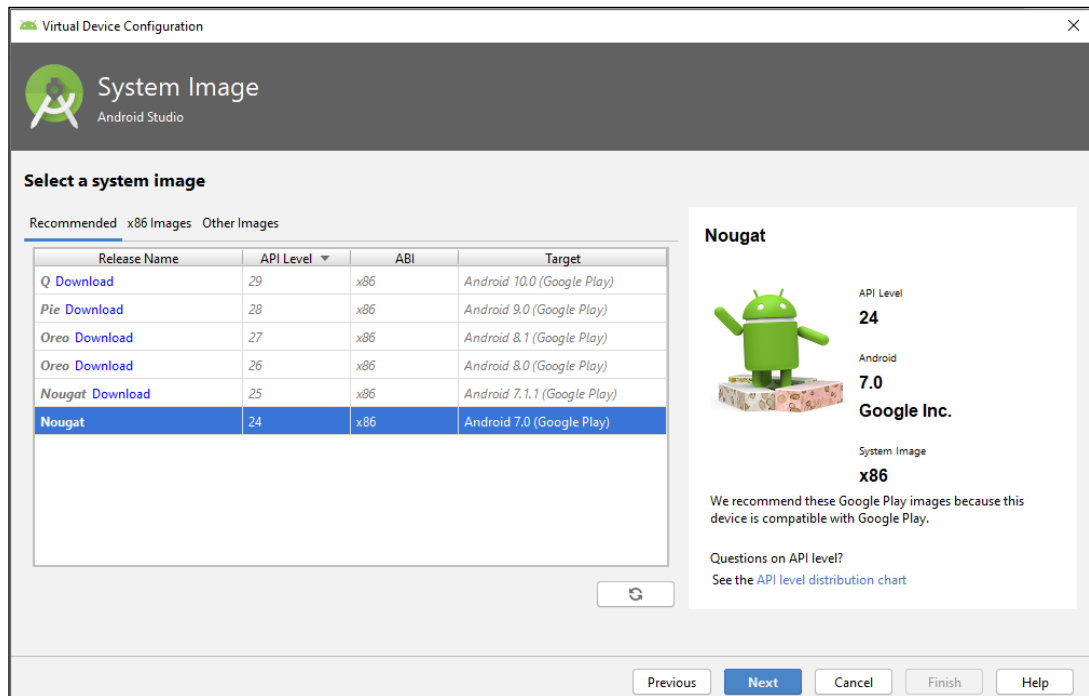 Virtual Device Configuration
System Image
Android Studio
Select a system image
Recommended x86 Images Other Images
Release Name API Level ABI Target
Q Download 29 x86 Android 10.0 (Google Play)
Pie Download 28 x86 Android 9.0 (Google Play)
Oreo Download 27 x86 Android 8.1 (Google Play)
Oreo Download 26 x86 Android 8.0 (Google Play)
Nougat Download 25 x86 Android 7.1.1 (Google Play)
Nougat 24 x86 Android 7.0 (Google Play)
Nougat
API Level
24
Android
7.0
Google Inc.
System Image
x86
We recommend these Google Play images because this
device is compatible with Google Play.
Questions on API level?
See the API level distribution chart
Previous Next Cancel Finish Help